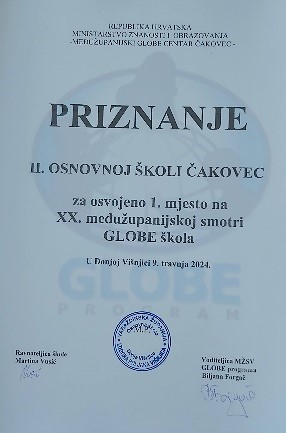 REPUBLIKA HRVATSKA
MINISTARSTVO ZNANOSTI I OBRAZOVANJA
-MEĐUŽUPANIJSKI GLOBE CENTAR ČAKOVEC-
PRIZNANJE
II. OSNOVNOJ ŠKOLI ČAKOVEC
za osvojeno 1. mjesto na
XX. međužupanijskoj smotri
GLOBE škola
U Donjoj Višnjici 9. travnja 2024.
GLOBE
PROGRAM
Ravnateljica škole
Martina Vusić
Voditeljica MŽSV
GLOBE programa
Biljana Forgač